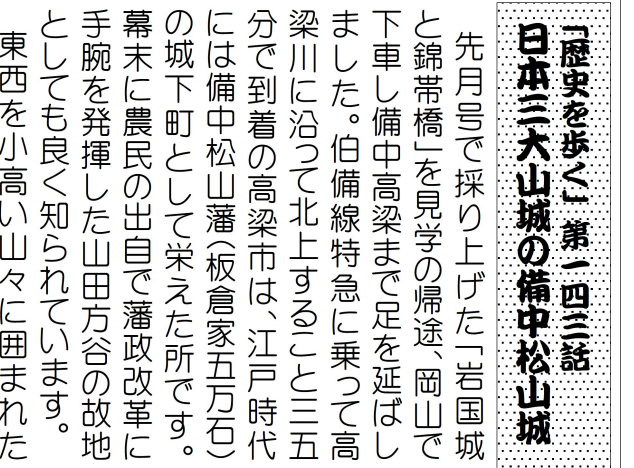 「歴史を歩く」第一四三話
日本三大山城の備中松山城
先月号で採り上げた「岩国城
と錦帯橋」を見学の帰途、岡山で
下車し備中高梁まで足を延ばし
ました。伯備線特急に乗って高
梁川に沿って北上すること三五
分で到着の高梁市は、江戸時代
には備中松山藩(板倉家五万石)
の城下町として栄えた所です。
幕末に農民の出自で藩政改革に
手腕を発揮した山田方谷の故地
としても良く知られています。
東西を小高い山々に囲まれた